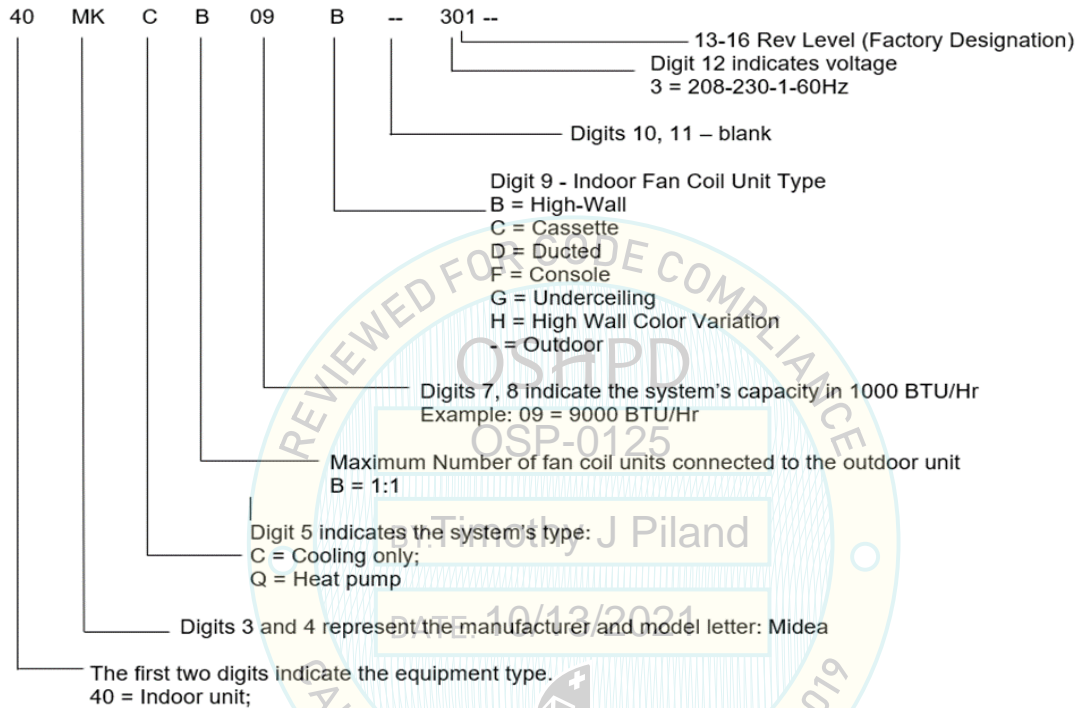 40 MK C B 09 B -- 301 --
13-16 Rev Level (Factory Designation)
Digit 12 indicates voltage
3 = 208-230-1-60Hz
Digits 10, 11 – blank
Digit 9 - Indoor Fan Coil Unit Type
B = High-Wall
C = Cassette
D = Ducted
F = Console
G = Underceiling
H = High Wall Color Variation
- = Outdoor
Digits 7, 8 indicate the system's capacity in 1000 BTU/Hr
Example: 09 = 9000 BTU/Hr
Maximum Number of fan coil units connected to the outdoor unit
B = 1:1
Digit 5 indicates the system's type:
C = Cooling only;
Q = Heat pump
Digits 3 and 4 represent the manufacturer and model letter: Midea
The first two digits indicate the equipment type.
40 = Indoor unit;
REVIEWED FOR CODE COMPLIANCE
OSHPD
OSP-0125
BY: Timothy J Piland
DATE: 10/13/2021